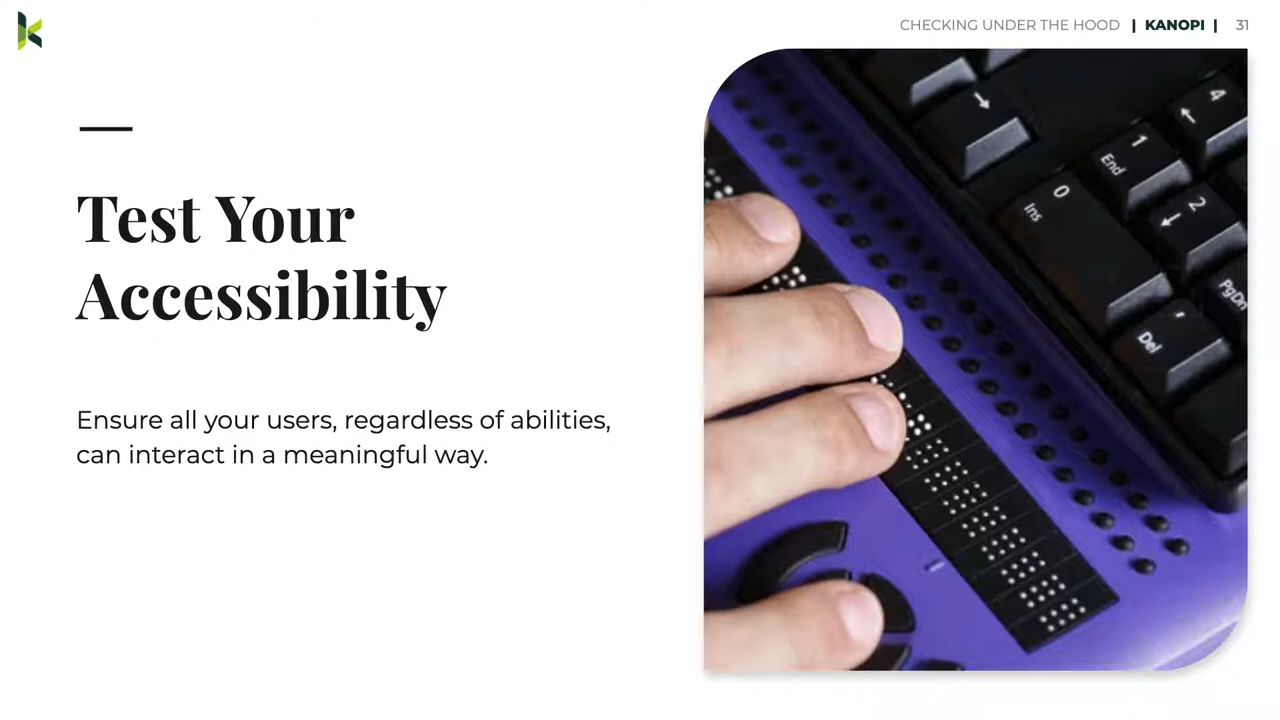 CHECKING UNDER THE HOOD | KANOPI | 31
Test Your
Accessibility
Ensure all your users, regardless of abilities,
can interact in a meaningful way.
4
1
End
2
0
Ins
PgDn
Del